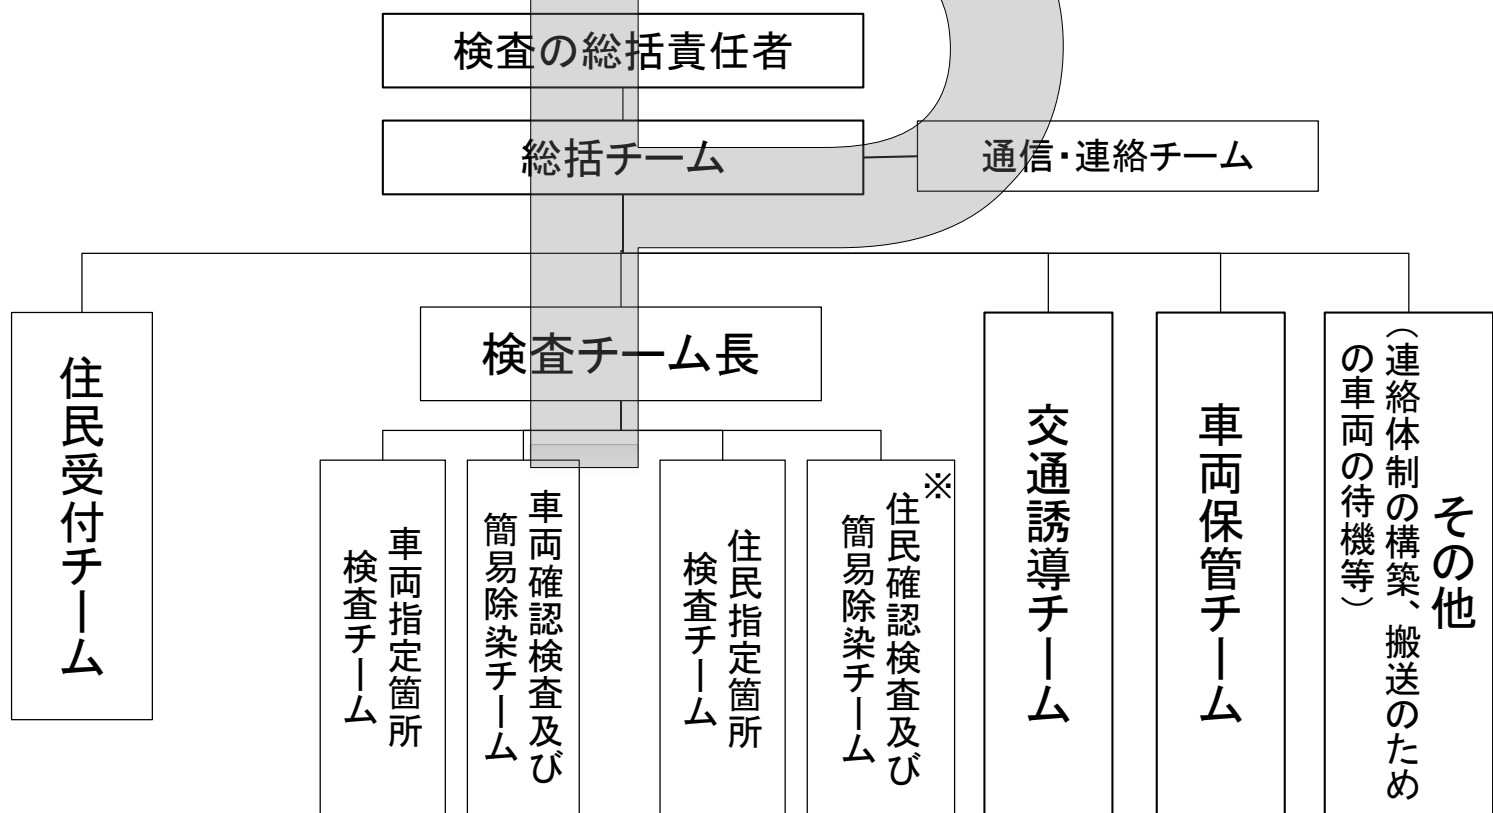 検査の総括責任者
総括チーム
通信・連絡チーム
検査チーム長
住民受付チーム
車両指定箇所
検査チーム
車両確認検査及び
簡易除染チーム
住民指定箇所
検査チーム
※
住民確認検査及び
簡易除染チーム
交通誘導チーム
車両保管チーム
その他
（連絡体制の構築、搬送のため
の車両の待機等）